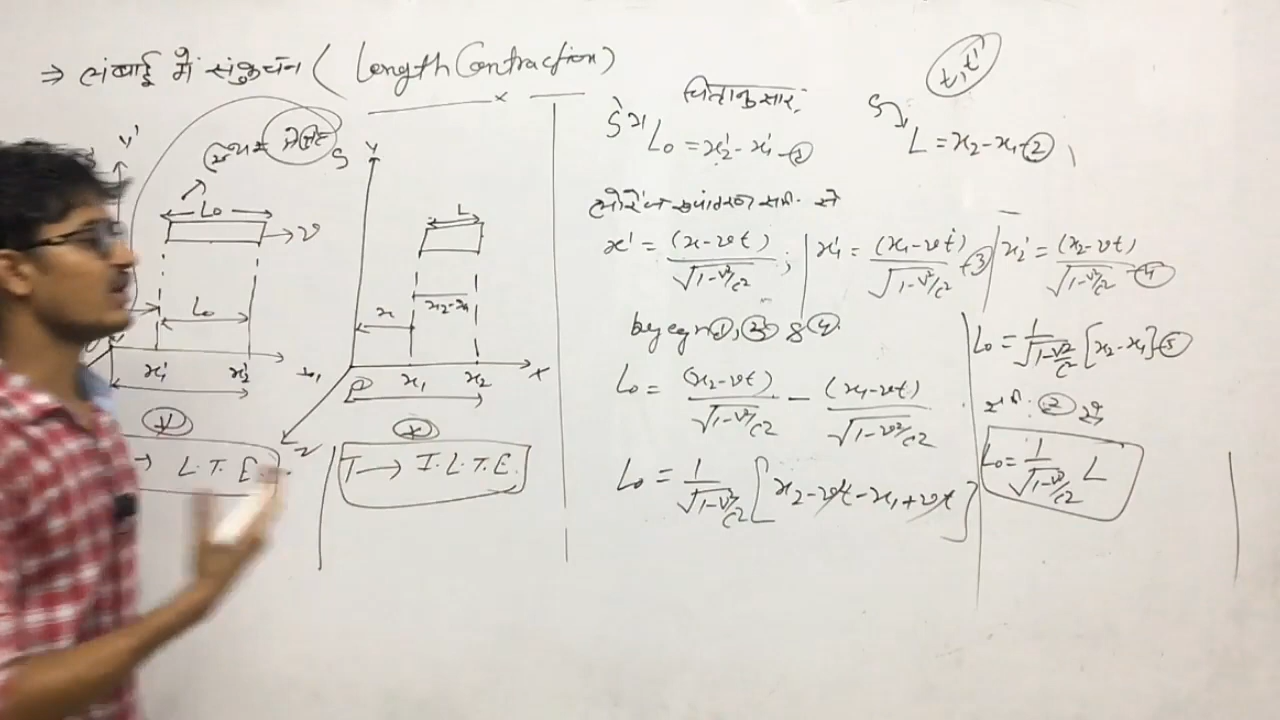 ⇒ लंबाई में संकुचन ( Length Contraction)
t, t'
चित्रानुसार,
S' में L₀ = x₂' - x₁' - ①
S
L = x₂ - x₁ - ②
Y'
S
Y
L₀
→ v
L
लोरेंज रूपांतरण समी. से
x' = (x-vt) / √1-v²/c² ;
x₁' = (x₁-vt) / √1-v²/c² - ③
x₂' = (x₂-vt) / √1-v²/c² - ④
L₀
x
x₂-x₁
x₁' x₂'
x₁ x₂ X
by eqn ①, ③ & ④
L₀ = (x₂-vt) / √1-v²/c² - (x₁-vt) / √1-v²/c²
L₀ = 1 / √1-v²/c² [ x₂-vt-x₁+vt ]
L₀ = 1 / √1-v²/c² [x₂-x₁] - ⑤
② से
L₀ = 1 / √1-v²/c² L
→ L.T.E.
T → I.L.T.E.